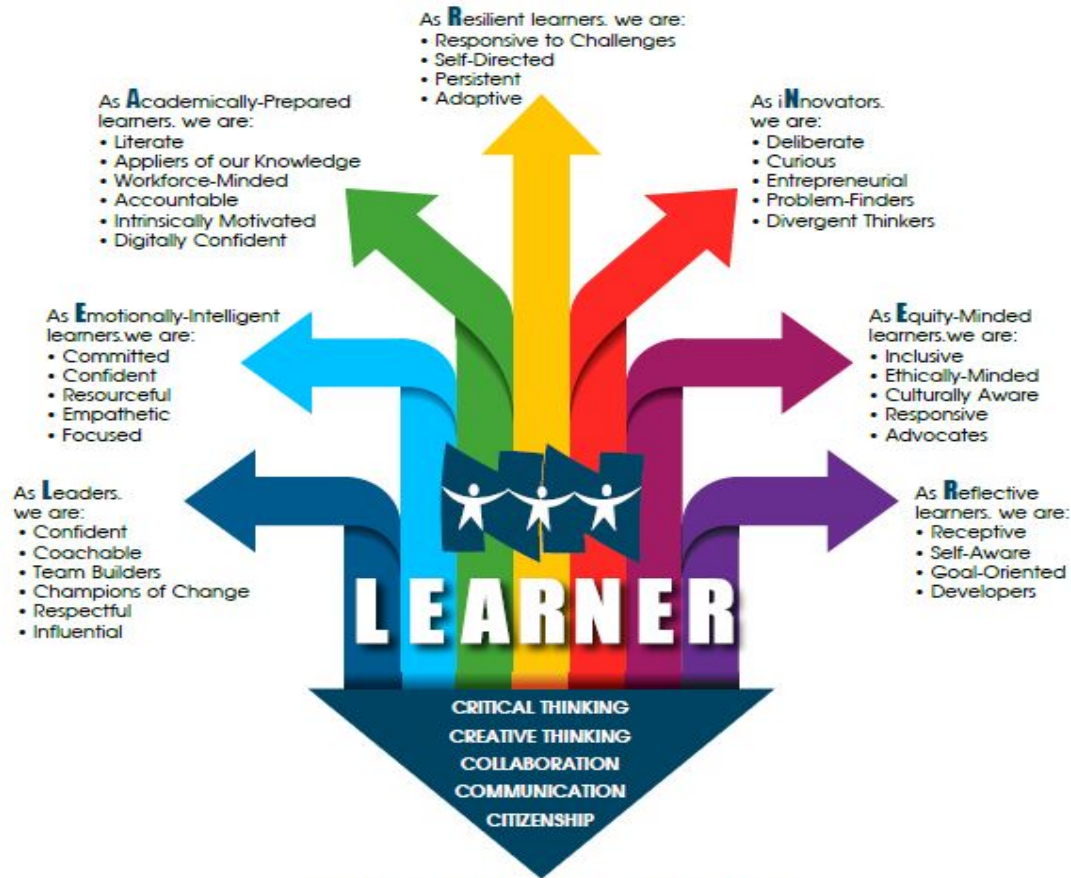 As Resilient learners. we are:
• Responsive to Challenges
• Self-Directed
• Persistent
• Adaptive
As Academically-Prepared
learners. we are:
• Literate
• Appliers of our Knowledge
• Workforce-Minded
• Accountable
• Intrinsically Motivated
• Digitally Confident
As iNnovators.
we are:
• Deliberate
• Curious
• Entrepreneurial
• Problem-Finders
• Divergent Thinkers
As Emotionally-Intelligent
learners.we are:
• Committed
• Confident
• Resourceful
• Empathetic
• Focused
As Equity-Minded
learners.we are:
• Inclusive
• Ethically-Minded
• Culturally Aware
• Responsive
• Advocates
As Leaders.
we are:
• Confident
• Coachable
• Team Builders
• Champions of Change
• Respectful
• Influential
As Reflective
learners. we are:
• Receptive
• Self-Aware
• Goal-Oriented
• Developers
LEARNER
CRITICAL THINKING
CREATIVE THINKING
COLLABORATION
COMMUNICATION
CITIZENSHIP